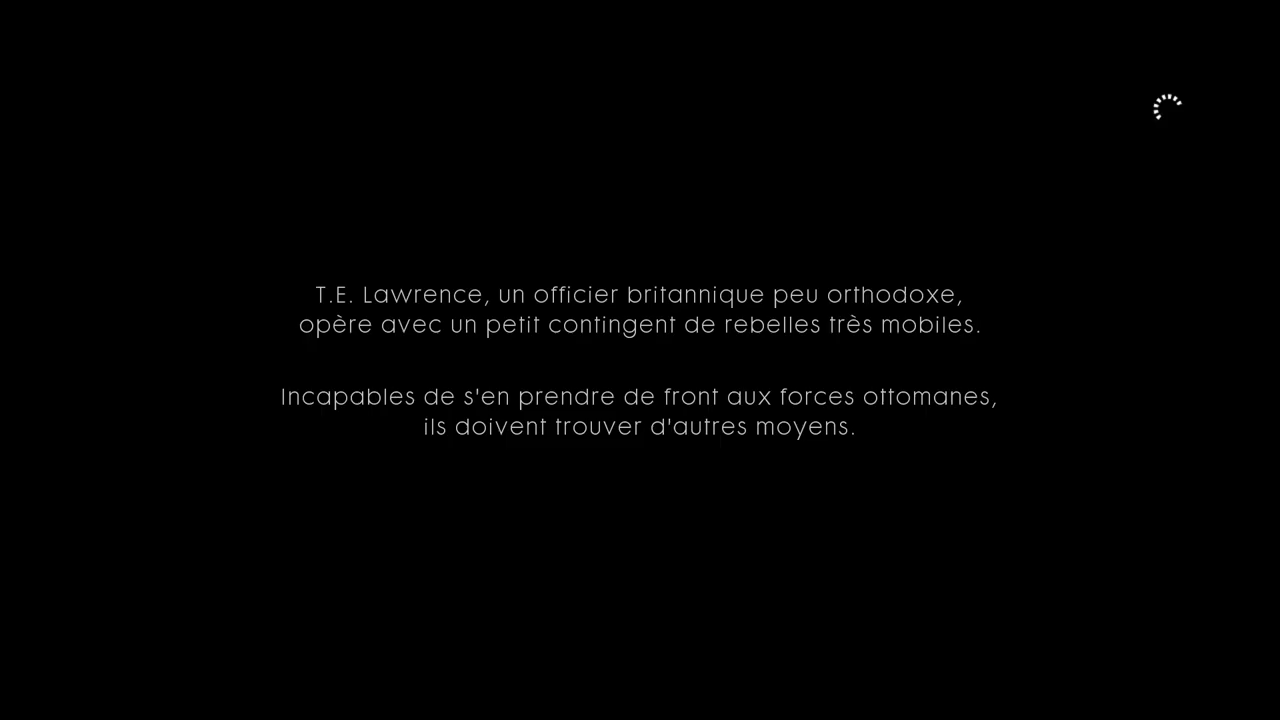 T.E. Lawrence, un officier britannique peu orthodoxe,
opère avec un petit contingent de rebelles très mobiles.
Incapables de s'en prendre de front aux forces ottomanes,
ils doivent trouver d'autres moyens.